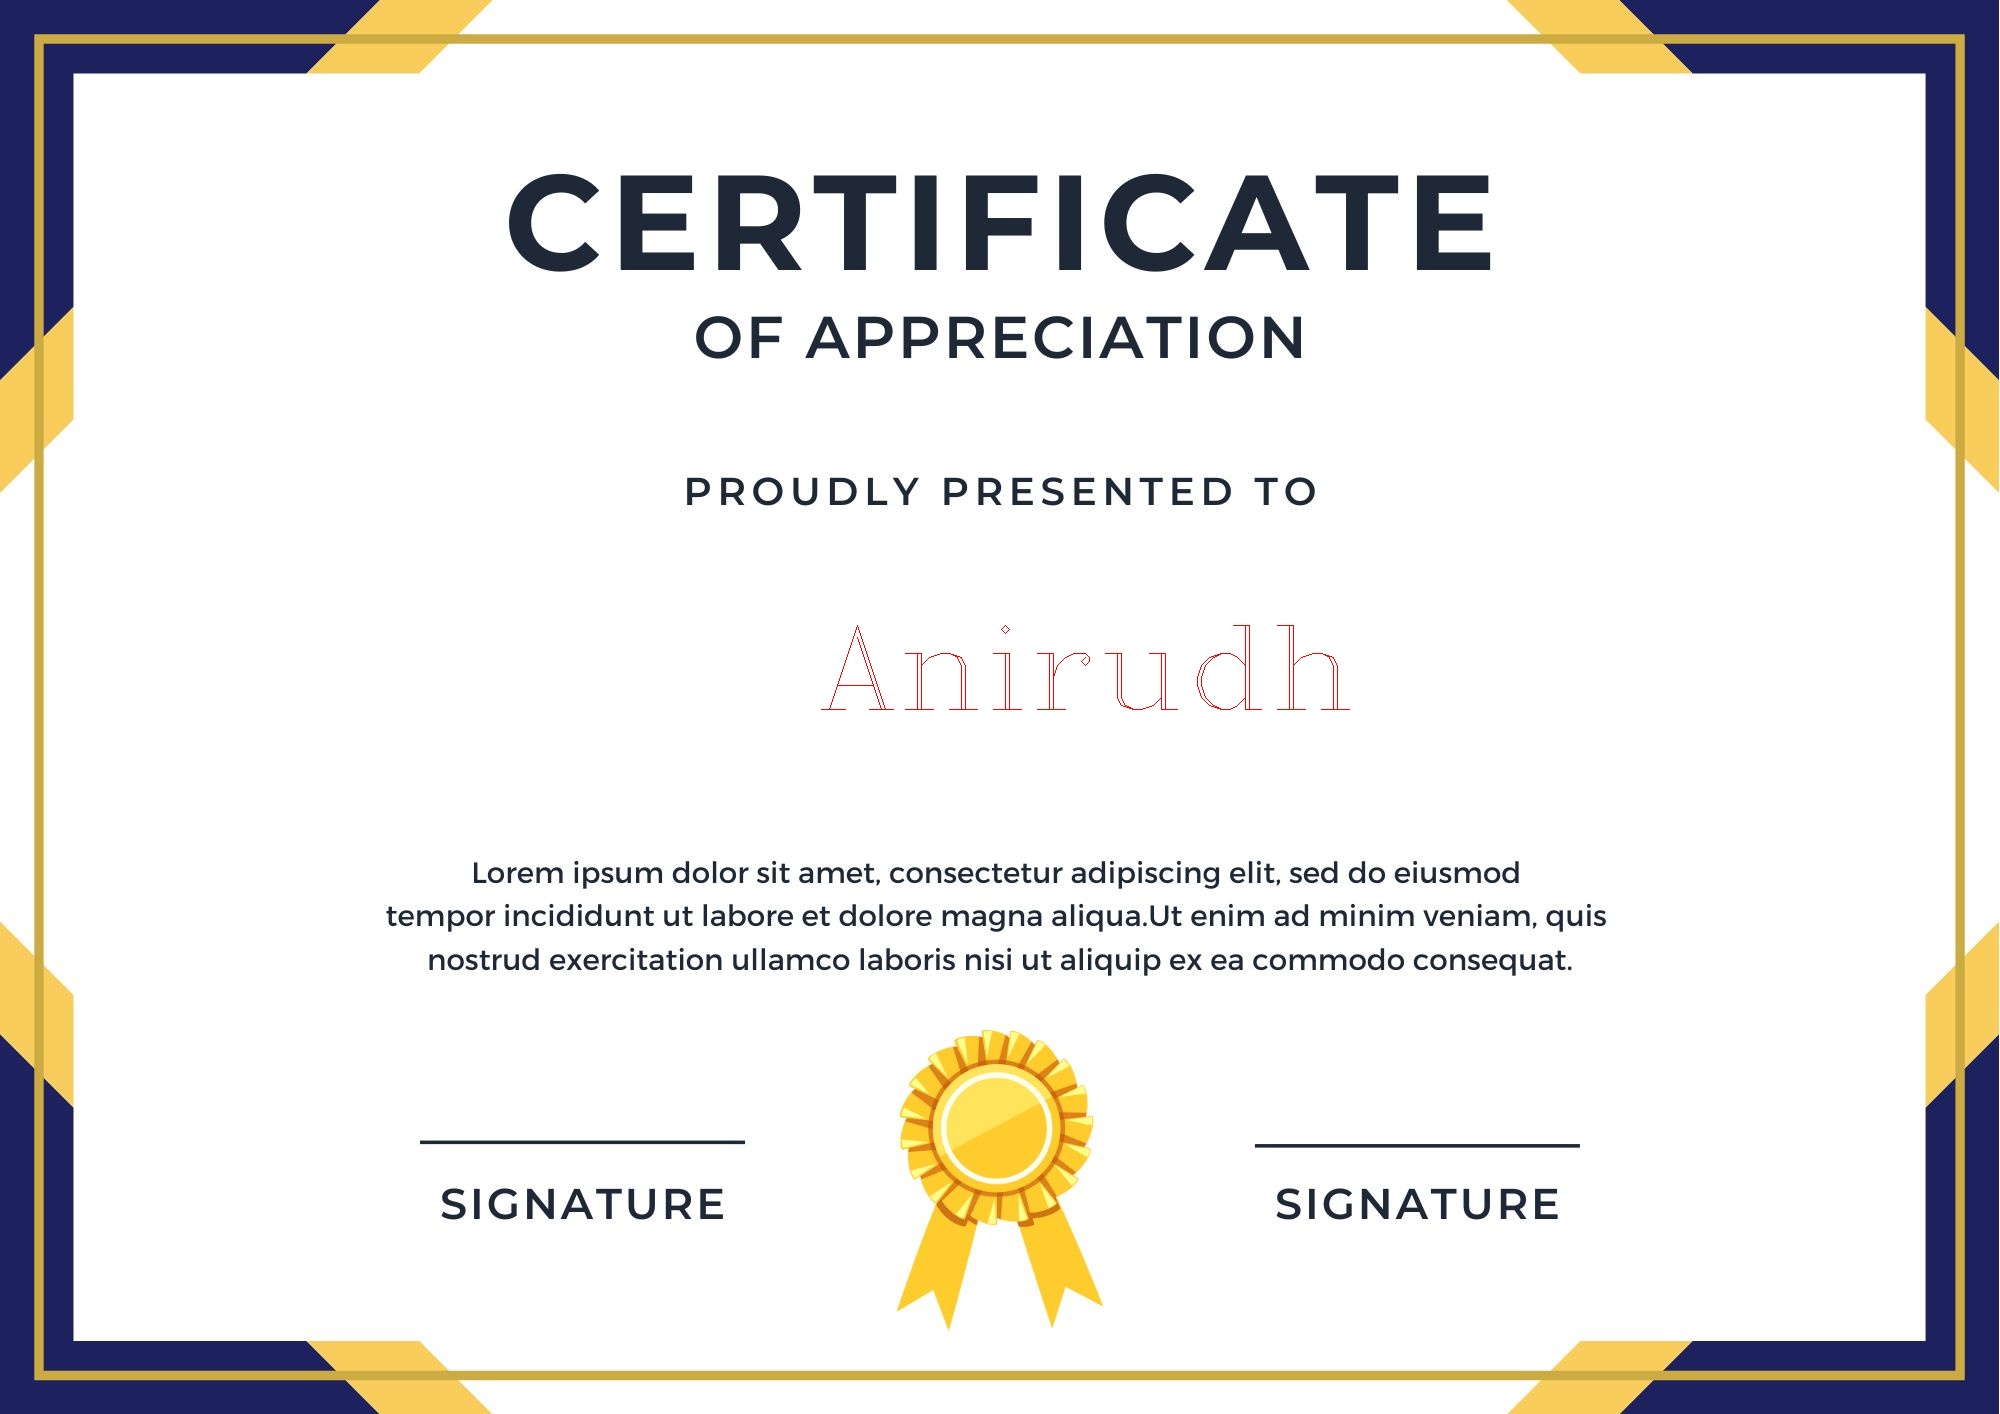 CERTIFICATE
OF APPRECIATION
PROUDLY PRESENTED TO
Anirudh
Lorem ipsum dolor sit amet, consectetur adipiscing elit, sed do eiusmod
tempor incididunt ut labore et dolore magna aliqua.Ut enim ad minim veniam, quis
nostrud exercitation ullamco laboris nisi ut aliquip ex ea commodo consequat.
SIGNATURE
SIGNATURE